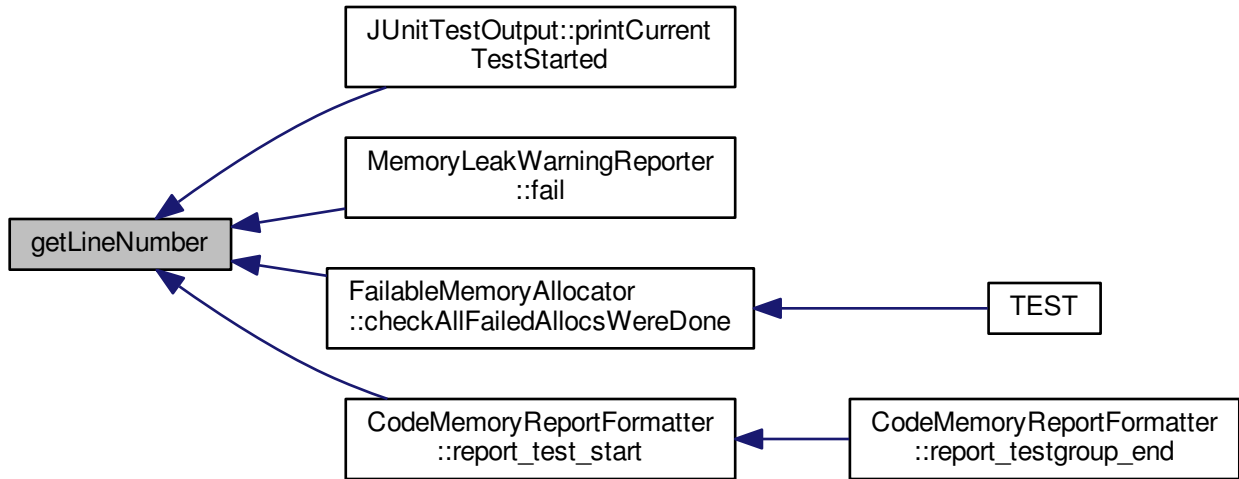 JUnitTestOutput::printCurrent
TestStarted
MemoryLeakWarningReporter
::fail
getLineNumber
FailableMemoryAllocator
::checkAllFailedAllocsWereDone
TEST
CodeMemoryReportFormatter
::report_test_start
CodeMemoryReportFormatter
::report_testgroup_end